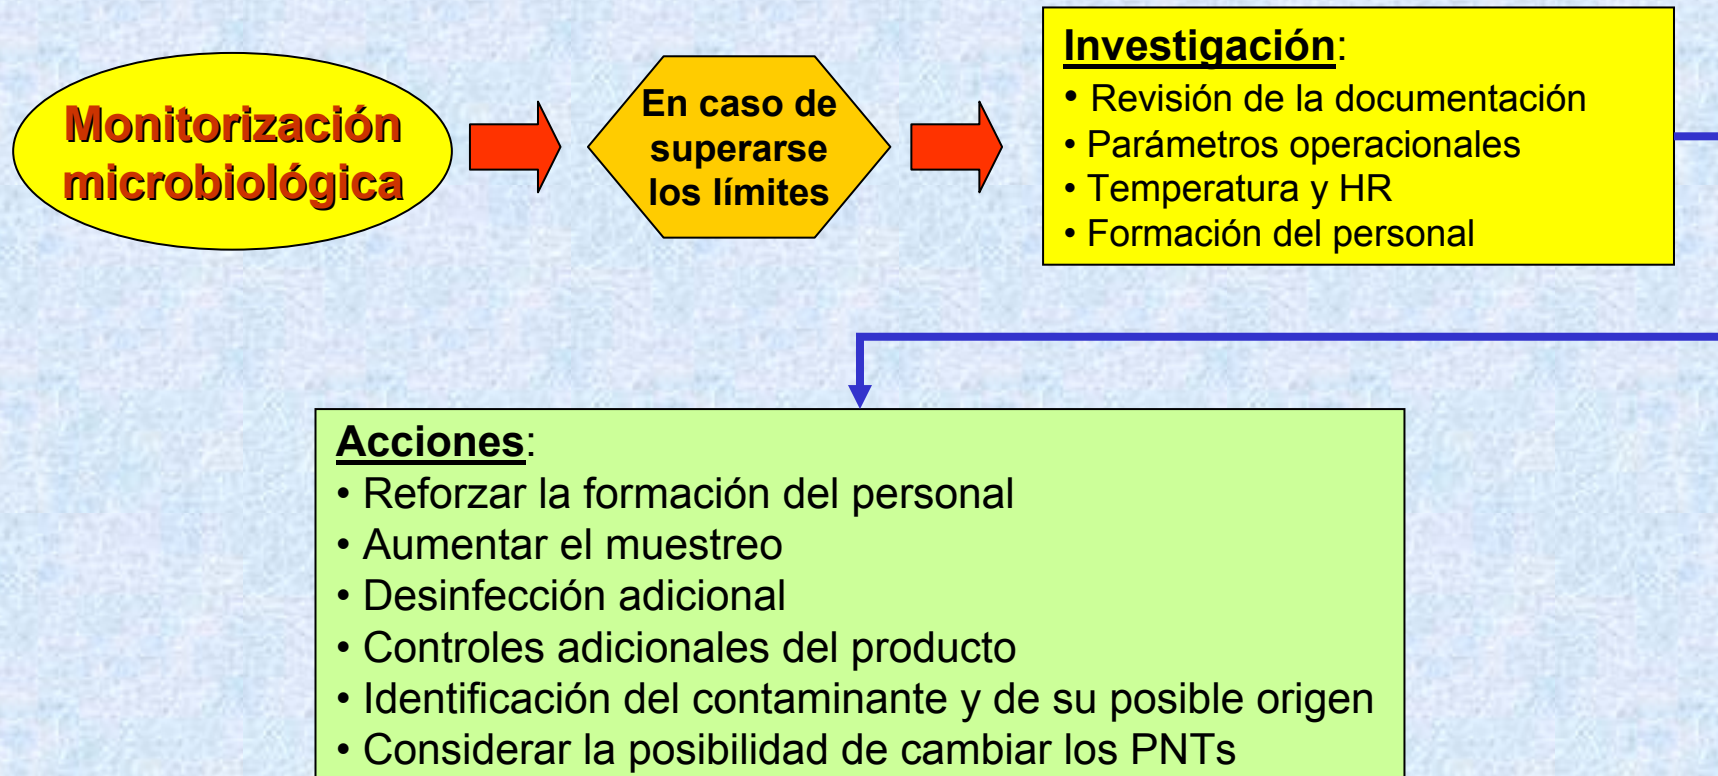 Monitorización
microbiológica
En caso de
superarse
los límites
Investigación:
• Revisión de la documentación
• Parámetros operacionales
• Temperatura y HR
• Formación del personal
Acciones:
• Reforzar la formación del personal
• Aumentar el muestreo
• Desinfección adicional
• Controles adicionales del producto
• Identificación del contaminante y de su posible origen
• Considerar la posibilidad de cambiar los PNTs